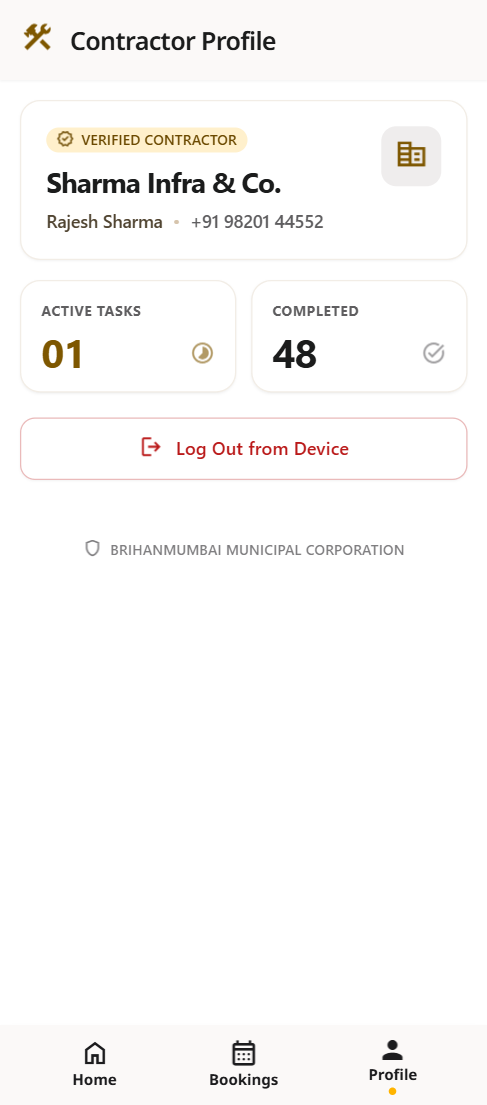 Contractor Profile
VERIFIED CONTRACTOR
Sharma Infra & Co.
Rajesh Sharma • +91 98201 44552
ACTIVE TASKS
01
COMPLETED
48
Log Out from Device
BRIHANMUMBAI MUNICIPAL CORPORATION
Home
Bookings
Profile